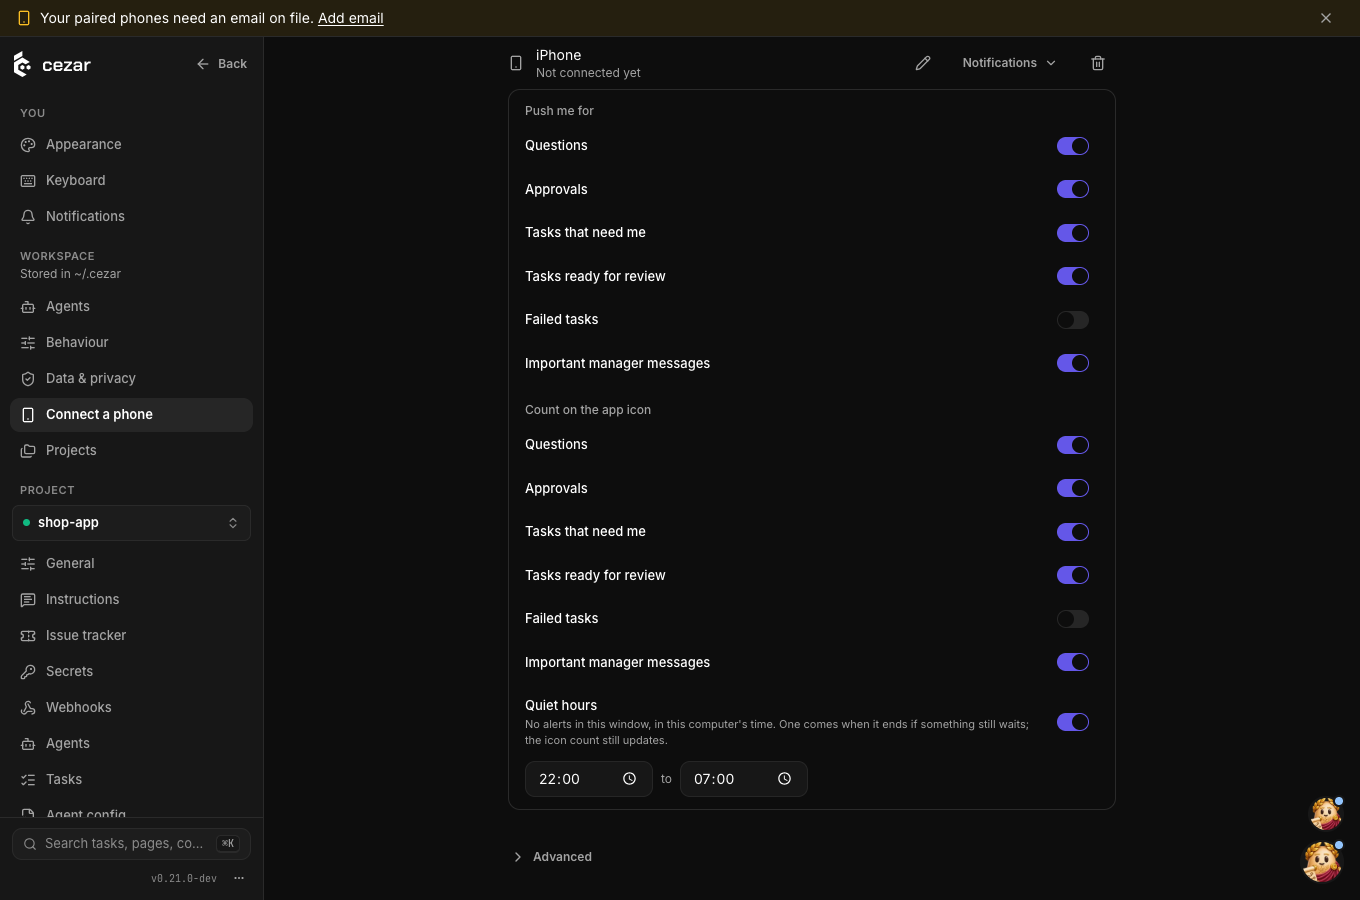 Your paired phones need an email on file. Add email
cezar
Back
YOU
Appearance
Keyboard
Notifications
WORKSPACE
Stored in ~/.cezar
Agents
Behaviour
Data & privacy
Connect a phone
Projects
PROJECT
shop-app
General
Instructions
Issue tracker
Secrets
Webhooks
Agents
Tasks
Agent config
Search tasks, pages, co... ⌘K
v0.21.0-dev
iPhone
Not connected yet
Notifications
Push me for
Questions
Approvals
Tasks that need me
Tasks ready for review
Failed tasks
Important manager messages
Count on the app icon
Questions
Approvals
Tasks that need me
Tasks ready for review
Failed tasks
Important manager messages
Quiet hours
No alerts in this window, in this computer's time. One comes when it ends if something still waits;
the icon count still updates.
22:00 to 07:00
Advanced